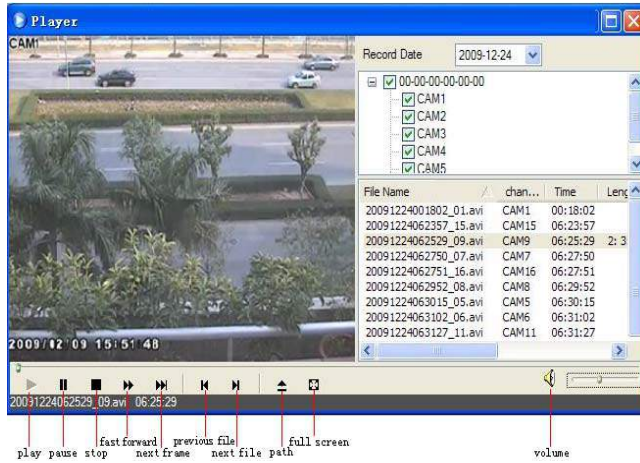 Player
CAM1
Record Date 2009-12-24
00-00-00-00-00-00
CAM1
CAM2
CAM3
CAM4
CAM5
File Name chan... Time Leng
20091224001802_01.avi CAM1 00:18:02
20091224062357_15.avi CAM15 06:23:57
20091224062529_09.avi CAM9 06:25:29 2: 3
20091224062750_07.avi CAM7 06:27:50
20091224062751_16.avi CAM16 06:27:51
20091224062952_08.avi CAM8 06:29:52
20091224063015_05.avi CAM5 06:30:15
20091224063102_06.avi CAM6 06:31:02
20091224063127_11.avi CAM11 06:31:27
2009/12/09 15:51:48
20091224062529_09.avi 06:25:29
play pause stop fast forward next frame previous file next file path full screen volume